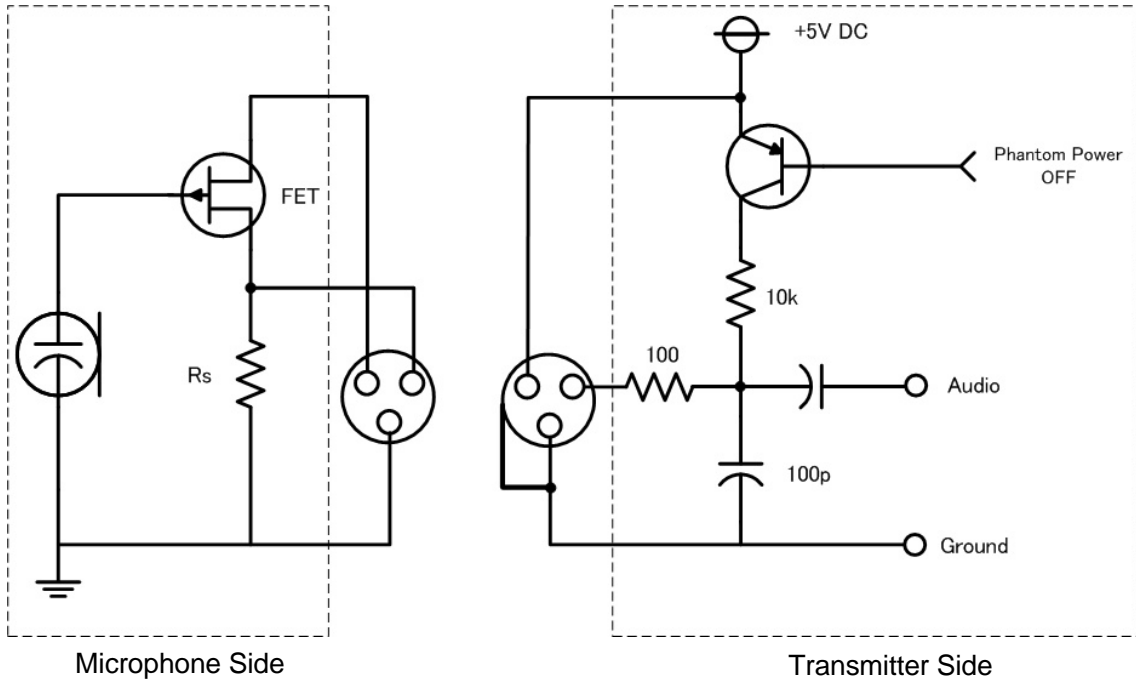 +5V DC
Phantom Power
OFF
FET
10k
100
Rs
Audio
100p
Ground
Microphone Side
Transmitter Side